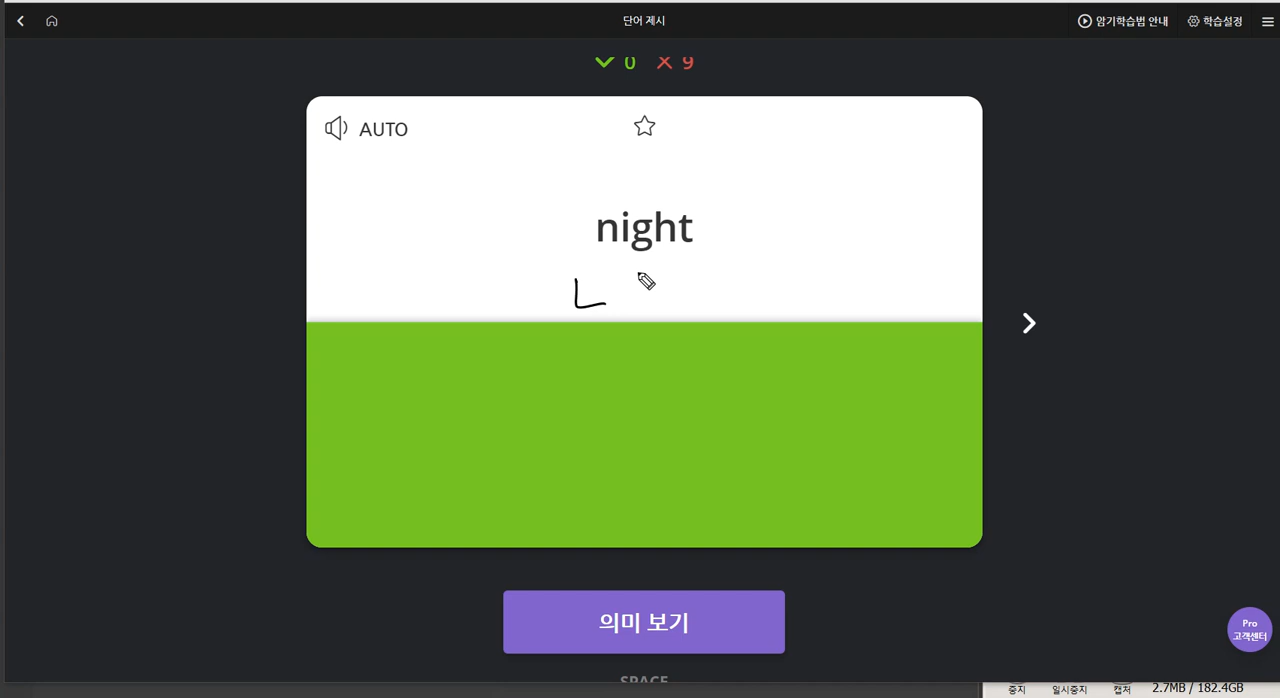 단어 제시
암기학습법 안내
학습설정
0 9
AUTO
night
ㄴ
의미 보기
Pro
고객센터
SPACE
중지 일시중지 캡처 2.7MB / 182.4GB